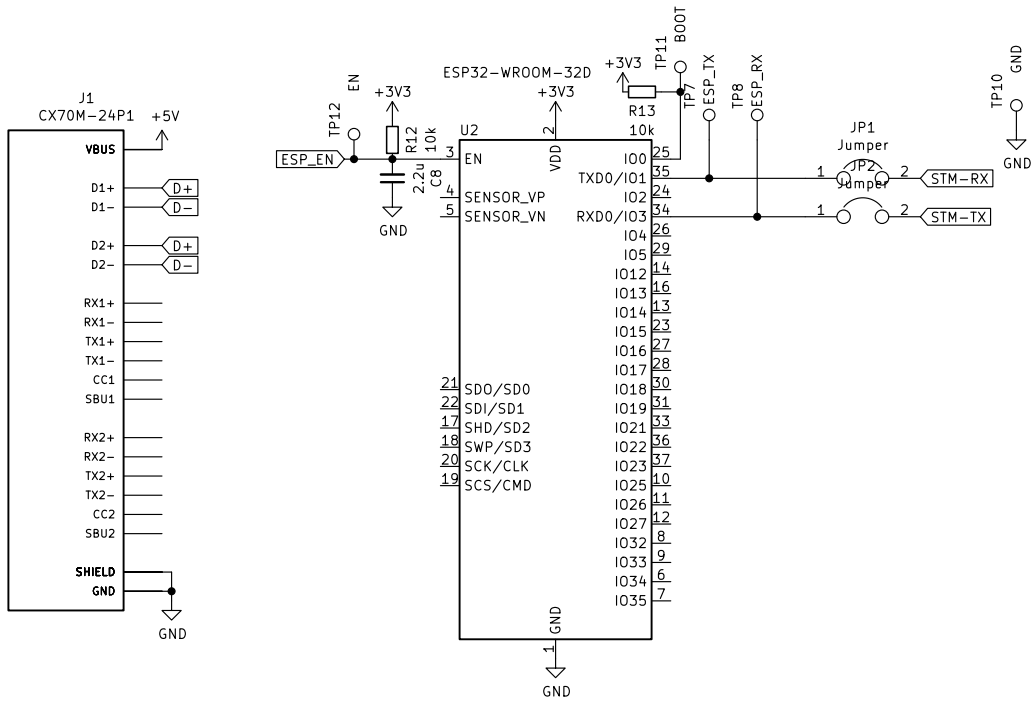 J1
CX70M-24P1
+5V
VBUS
D1+
D+
D1-
D-
D2+
D+
D2-
D-
RX1+
RX1-
TX1+
TX1-
CC1
SBU1
RX2+
RX2-
TX2+
TX2-
CC2
SBU2
SHIELD
GND
GND
TP12
EN
+3V3
R12
10k
ESP_EN
C8
2.2u
GND
ESP32-WROOM-32D
+3V3
U2
2
VDD
3 EN
4 SENSOR_VP
5 SENSOR_VN
21 SDO/SD0
22 SDI/SD1
17 SHD/SD2
18 SWP/SD3
20 SCK/CLK
19 SCS/CMD
IO0 25
TXD0/IO1 35
IO2 24
RXD0/IO3 34
IO4 26
IO5 29
IO12 14
IO13 16
IO14 13
IO15 23
IO16 27
IO17 28
IO18 30
IO19 31
IO21 33
IO22 36
IO23 37
IO25 10
IO26 11
IO27 12
IO32 8
IO33 9
IO34 6
IO35 7
GND
1
GND
+3V3
R13
10k
TP11
BOOT
TP7
ESP_TX
TP8
ESP_RX
JP1
Jumper
1 2
STM-RX
JP2
Jumper
1 2
STM-TX
TP10
GND
GND